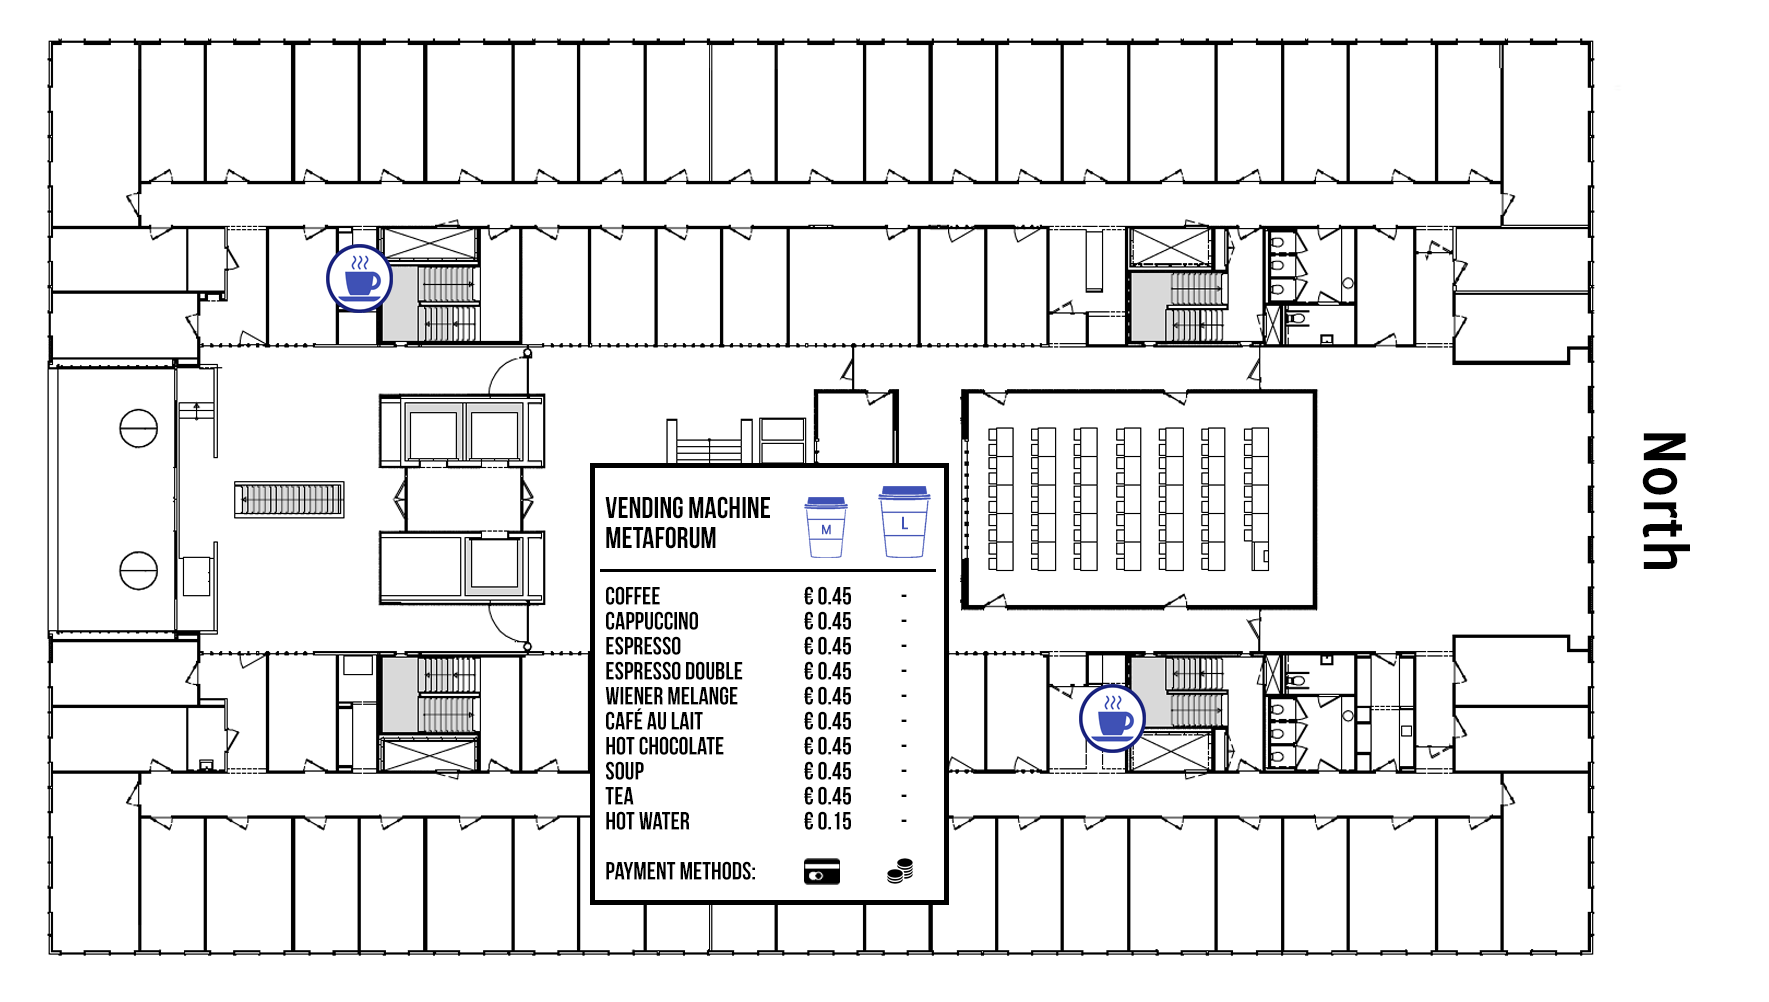 North
VENDING MACHINE
METAFORUM
M
L
COFFEE € 0.45 -
CAPPUCCINO € 0.45 -
ESPRESSO € 0.45 -
ESPRESSO DOUBLE € 0.45 -
WIENER MELANGE € 0.45 -
CAFÉ AU LAIT € 0.45 -
HOT CHOCOLATE € 0.45 -
SOUP € 0.45 -
TEA € 0.45 -
HOT WATER € 0.15 -
PAYMENT METHODS: